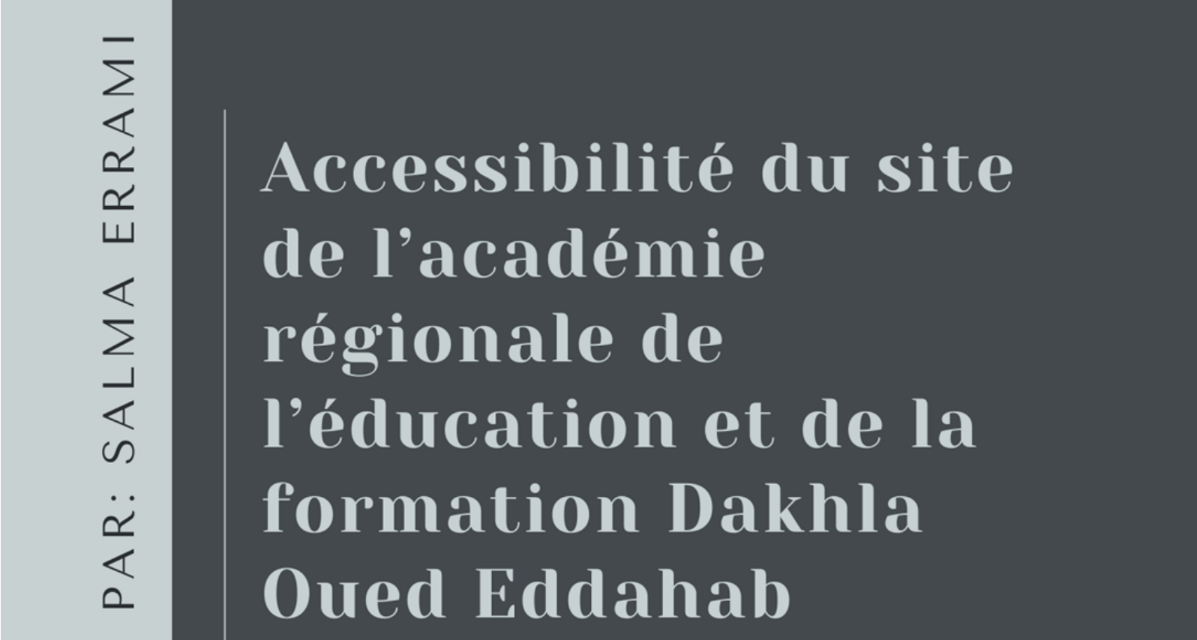 PAR: SALMA ERRAMI
Accessibilité du site
de l’académie
régionale de
l’éducation et de la
formation Dakhla
Oued Eddahab